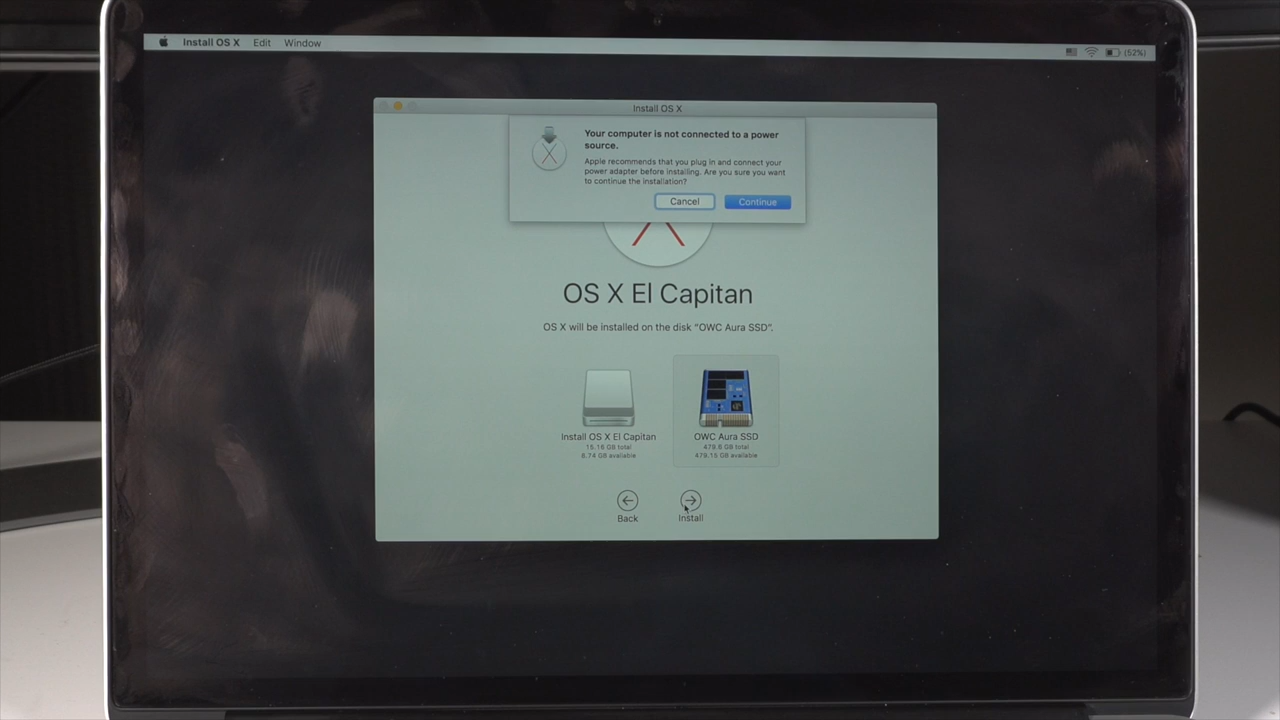 Install OS X Edit Window (52%)
Install OS X
Your computer is not connected to a power
source.
Apple recommends that you plug in and connect your
power adapter before installing. Are you sure you want
to continue the installation?
Cancel Continue
OS X El Capitan
OS X will be installed on the disk “OWC Aura SSD”.
Install OS X El Capitan
15.16 GB total
8.74 GB available
OWC Aura SSD
479.6 GB total
479.15 GB available
Back Install